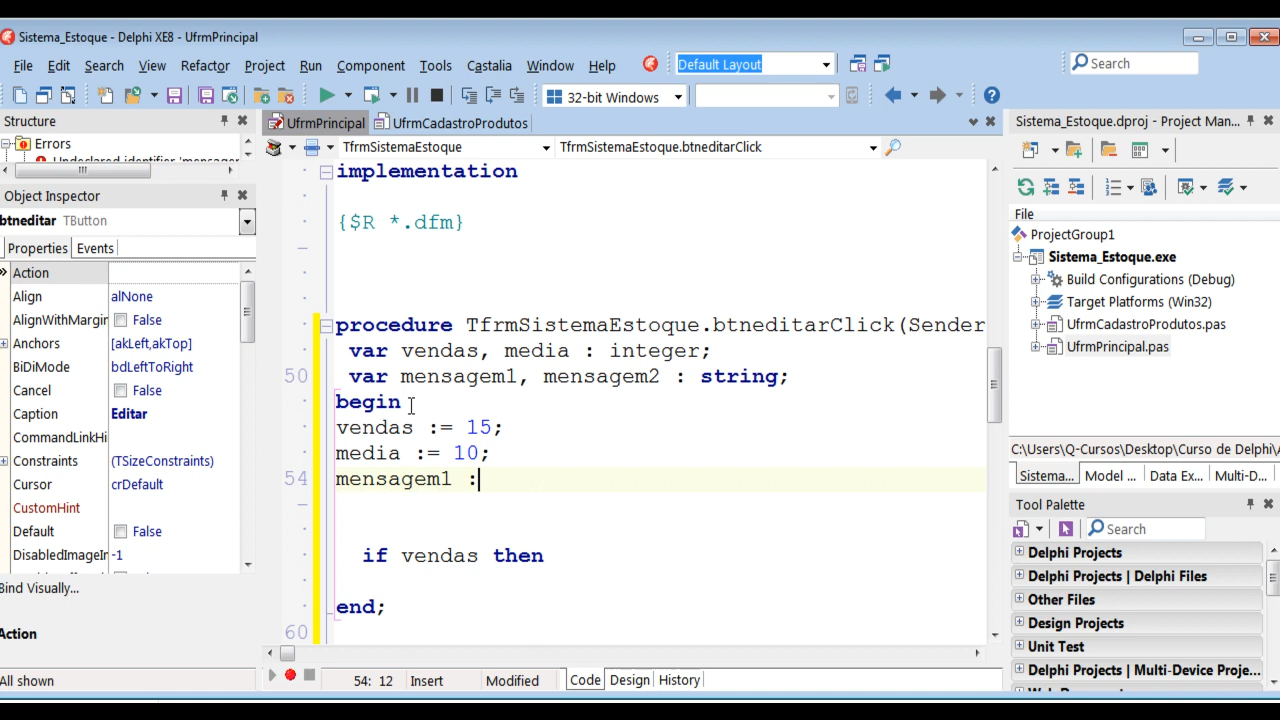 Sistema_Estoque - Delphi XE8 - UfrmPrincipal
File Edit Search View Refactor Project Run Component Tools Castalia Window Help Default Layout Search
32-bit Windows
Structure
Errors
Undeclared identifier 'mensager
Object Inspector
btneditar TButton
Properties Events
Action
Align alNone
AlignWithMargin False
Anchors [akLeft,akTop]
BiDiMode bdLeftToRight
Cancel False
Caption Editar
CommandLinkHi
Constraints (TSizeConstraints)
Cursor crDefault
CustomHint
Default False
DisabledImageIr -1
Bind Visually...
Action
All shown
UfrmPrincipal UfrmCadastroProdutos
TfrmSistemaEstoque TfrmSistemaEstoque.btneditarClick
implementation
{$R *.dfm}
procedure TfrmSistemaEstoque.btneditarClick(Sender
var vendas, media : integer;
50 var mensagem1, mensagem2 : string;
begin
vendas := 15;
media := 10;
54 mensagem1 :
if vendas then
end;
60
54: 12 Insert Modified Code Design History
Sistema_Estoque.dproj - Project Man...
File
ProjectGroup1
Sistema_Estoque.exe
Build Configurations (Debug)
Target Platforms (Win32)
UfrmCadastroProdutos.pas
UfrmPrincipal.pas
C:\Users\Q-Cursos\Desktop\Curso de Delphi\A
Sistema... Model ... Data Ex... Multi-D...
Tool Palette
Search
Delphi Projects
Delphi Projects | Delphi Files
Other Files
Design Projects
Unit Test
Delphi Projects | Multi-Device Proje...